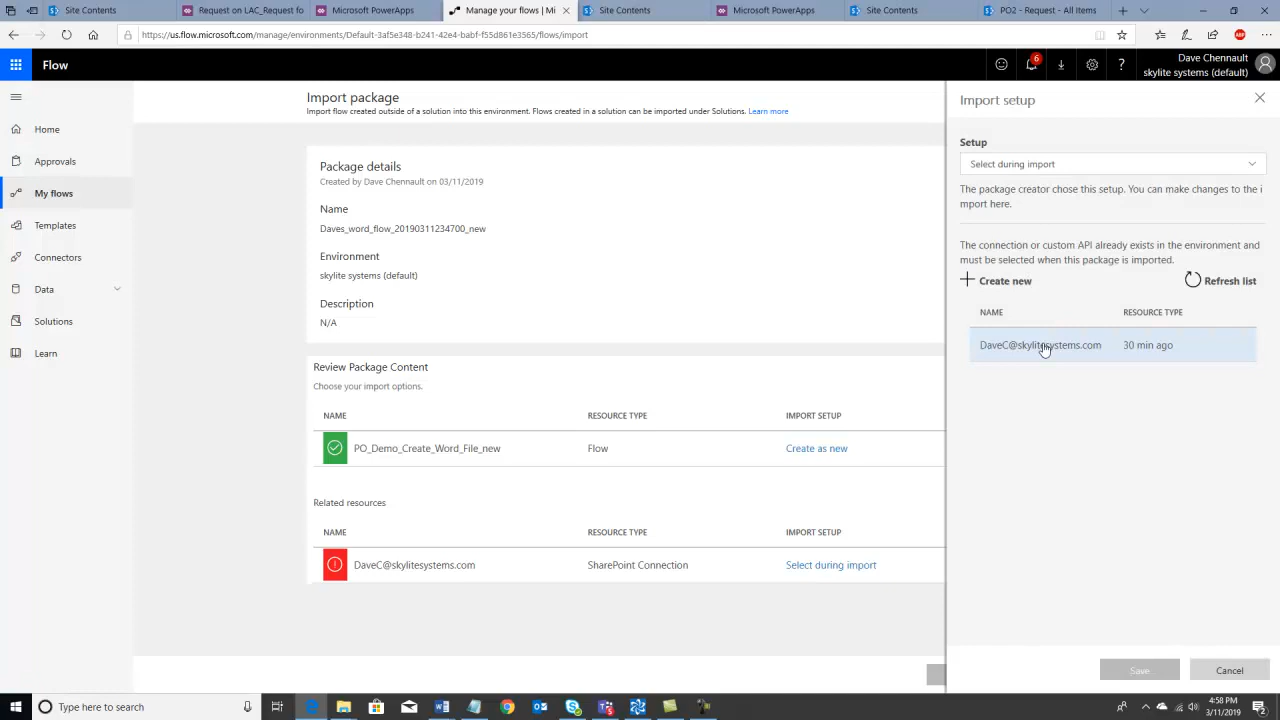 Site Contents
Request on LAC_Request fo
Microsoft PowerApps
Manage your flows | Mi
Site Contents
Microsoft PowerApps
Site Contents
PO2 - Request - All Items
https://us.flow.microsoft.com/manage/environments/Default-3af5e348-b241-42e4-babf-f55d861e3565/flows/import
ABP
Flow
6
?
Dave Chennault
skylite systems (default)
Home
Approvals
My flows
Templates
Connectors
Data
Solutions
Learn
Import package
Import flow created outside of a solution into this environment. Flows created in a solution can be imported under Solutions. Learn more
Package details
Created by Dave Chennault on 03/11/2019
Name
Daves_word_flow_20190311234700_new
Environment
skylite systems (default)
Description
N/A
Review Package Content
Choose your import options.
NAME RESOURCE TYPE IMPORT SETUP
PO_Demo_Create_Word_File_new Flow Create as new
Related resources
NAME RESOURCE TYPE IMPORT SETUP
DaveC@skylitesystems.com SharePoint Connection Select during import
Import setup
Setup
Select during import
The package creator chose this setup. You can make changes to the i
mport here.
The connection or custom API already exists in the environment and
must be selected when this package is imported.
Create new Refresh list
NAME RESOURCE TYPE
DaveC@skylitesystems.com 30 min ago
Save Cancel
Type here to search
4:58 PM
3/11/2019
2